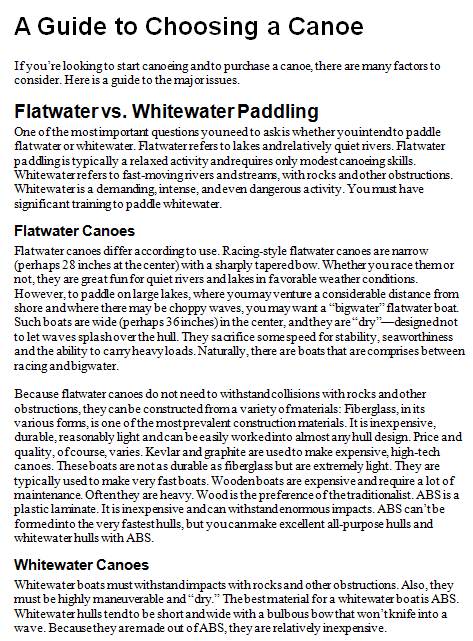 A Guide to Choosing a Canoe
If you're looking to start canoeing and to purchase a canoe, there are many factors to
consider. Here is a guide to the major issues.
Flatwater vs. Whitewater Paddling
One of the most important questions you need to ask is whether you intend to paddle
flatwater or whitewater. Flatwater refers to lakes and relatively quiet rivers. Flatwater
paddling is typically a relaxed activity and requires only modest canoeing skills.
Whitewater refers to fast-moving rivers and streams, with rocks and other obstructions.
Whitewater is a demanding, intense, and even dangerous activity. You must have
significant training to paddle whitewater.
Flatwater Canoes
Flatwater canoes differ according to use. Racing-style flatwater canoes are narrow
(perhaps 28 inches at the center) with a sharply tapered bow. Whether you race them or
not, they are great fun for quiet rivers and lakes in favorable weather conditions.
However, to paddle on large lakes, where you may venture a considerable distance from
shore and where there may be choppy waves, you may want a “bigwater” flatwater boat.
Such boats are wide (perhaps 36 inches) in the center, and they are “dry”—designed not
to let waves splash over the hull. They sacrifice some speed for stability, seaworthiness
and the ability to carry heavy loads. Naturally, there are boats that are comprises between
racing and bigwater.
Because flatwater canoes do not need to withstand collisions with rocks and other
obstructions, they can be constructed from a variety of materials: Fiberglass, in its
various forms, is one of the most prevalent construction materials. It is inexpensive,
durable, reasonably light and can be easily worked into almost any hull design. Price and
quality, of course, varies. Kevlar and graphite are used to make expensive, high-tech
canoes. These boats are not as durable as fiberglass but are extremely light. They are
typically used to make very fast boats. Wooden boats are expensive and require a lot of
maintenance. Often they are heavy. Wood is the preference of the traditionalist. ABS is a
plastic laminate. It is inexpensive and can withstand enormous impacts. ABS can't be
formed into the very fastest hulls, but you can make excellent all-purpose hulls and
whitewater hulls with ABS.
Whitewater Canoes
Whitewater boats must withstand impacts with rocks and other obstructions. Also, they
must be highly maneuverable and “dry.” The best material for a whitewater boat is ABS.
Whitewater hulls tend to be short and wide with a bulbous bow that won't knife into a
wave. Because they are made out of ABS, they are relatively inexpensive.